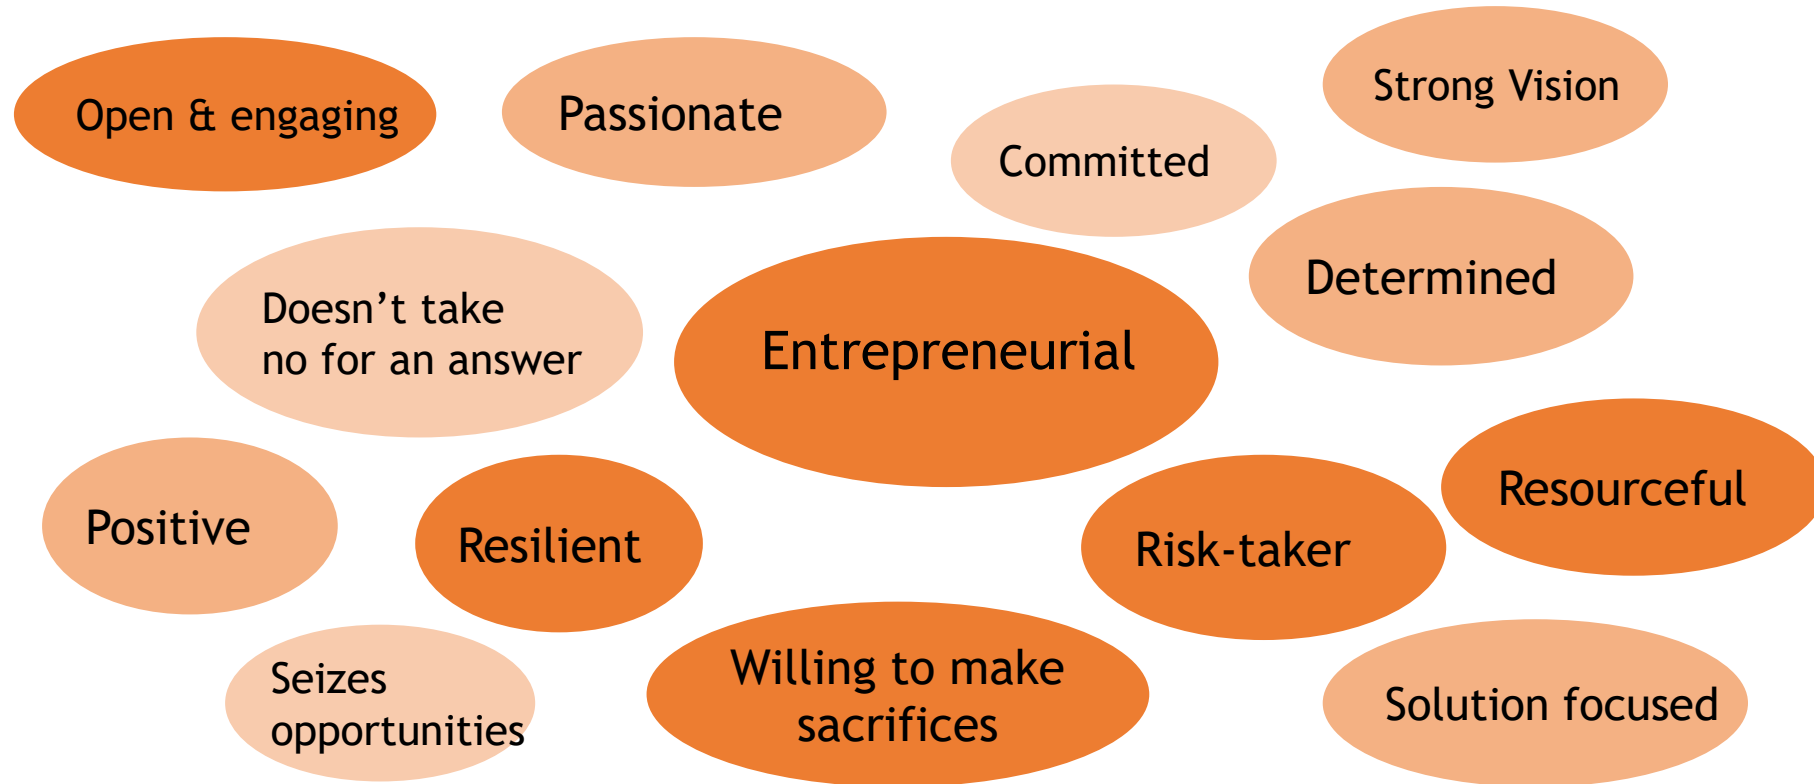 Open & engaging
Passionate
Committed
Strong Vision
Doesn’t take
no for an answer
Entrepreneurial
Determined
Positive
Resilient
Risk-taker
Resourceful
Seizes
opportunities
Willing to make
sacrifices
Solution focused